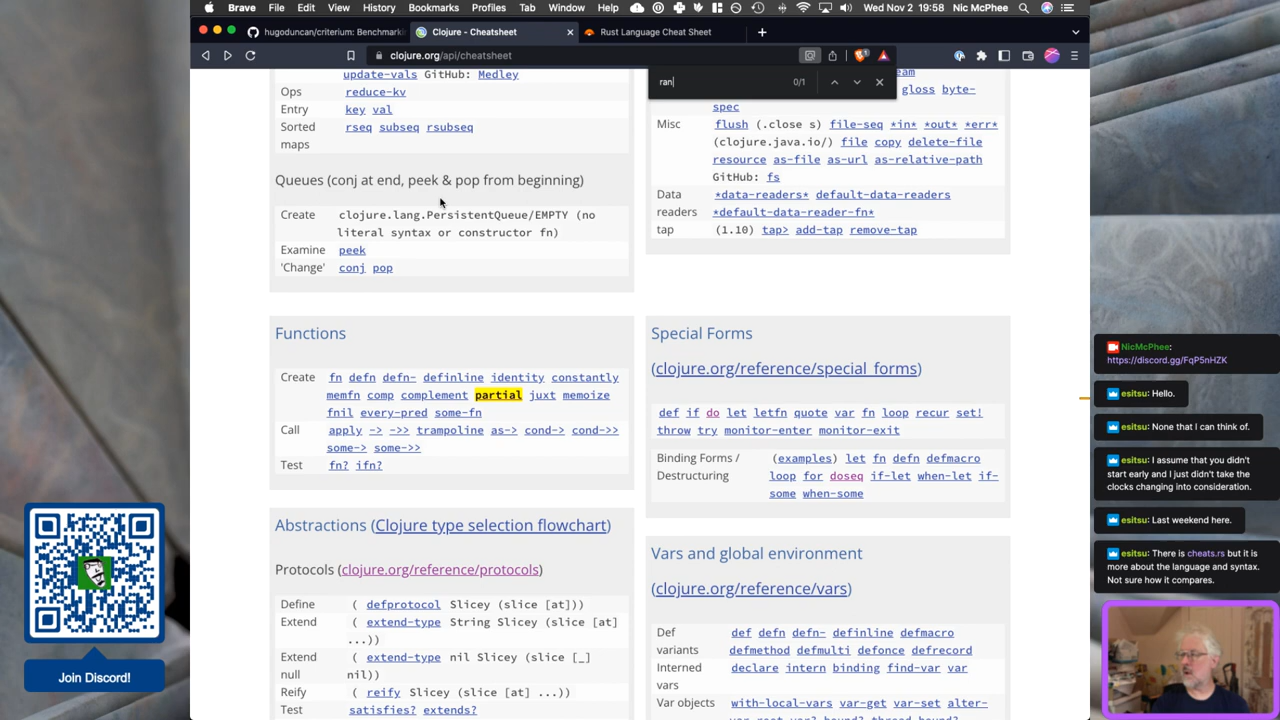 Brave File Edit View History Bookmarks Profiles Tab Window Help
Wed Nov 2 19:58 Nic McPhee
hugoduncan/criterium: Benchmarki
Clojure - Cheatsheet
Rust Language Cheat Sheet
clojure.org/api/cheatsheet
ran
0/1
update-vals GitHub: Medley
Ops reduce-kv
Entry key val
Sorted maps rseq subseq rsubseq
Queues (conj at end, peek & pop from beginning)
Create clojure.lang.PersistentQueue/EMPTY (no
literal syntax or constructor fn)
Examine peek
'Change' conj pop
gloss byte-
spec
Misc flush (.close s) file-seq *in* *out* *err*
(clojure.java.io/) file copy delete-file
resource as-file as-url as-relative-path
GitHub: fs
Data readers *data-readers* default-data-readers
*default-data-reader-fn*
tap (1.10) tap> add-tap remove-tap
Functions
Create fn defn defn- definline identity constantly
memfn comp complement partial juxt memoize
fnil every-pred some-fn
Call apply -> ->> trampoline as-> cond-> cond->>
some-> some->>
Test fn? ifn?
Abstractions (Clojure type selection flowchart)
Protocols (clojure.org/reference/protocols)
Define ( defprotocol Slicey (slice [at]))
Extend ( extend-type String Slicey (slice [at]
...))
Extend null ( extend-type nil Slicey (slice [_]
nil))
Reify ( reify Slicey (slice [at] ...))
Test satisfies? extends?
Special Forms
(clojure.org/reference/special_forms)
def if do let letfn quote var fn loop recur set!
throw try monitor-enter monitor-exit
Binding Forms / Destructuring (examples) let fn defn defmacro
loop for doseq if-let when-let if-
some when-some
Vars and global environment
(clojure.org/reference/vars)
Def variants def defn defn- definline defmacro
defmethod defmulti defonce defrecord
Interned vars declare intern binding find-var var
Var objects with-local-vars var-get var-set alter-
NicMcPhee:
https://discord.gg/FqP5nHZK
esitsu: Hello.
esitsu: None that I can think of.
esitsu: I assume that you didn't
start early and I just didn't take the
clocks changing into consideration.
esitsu: Last weekend here.
esitsu: There is cheats.rs but it is
more about the language and syntax.
Not sure how it compares.
Join Discord!